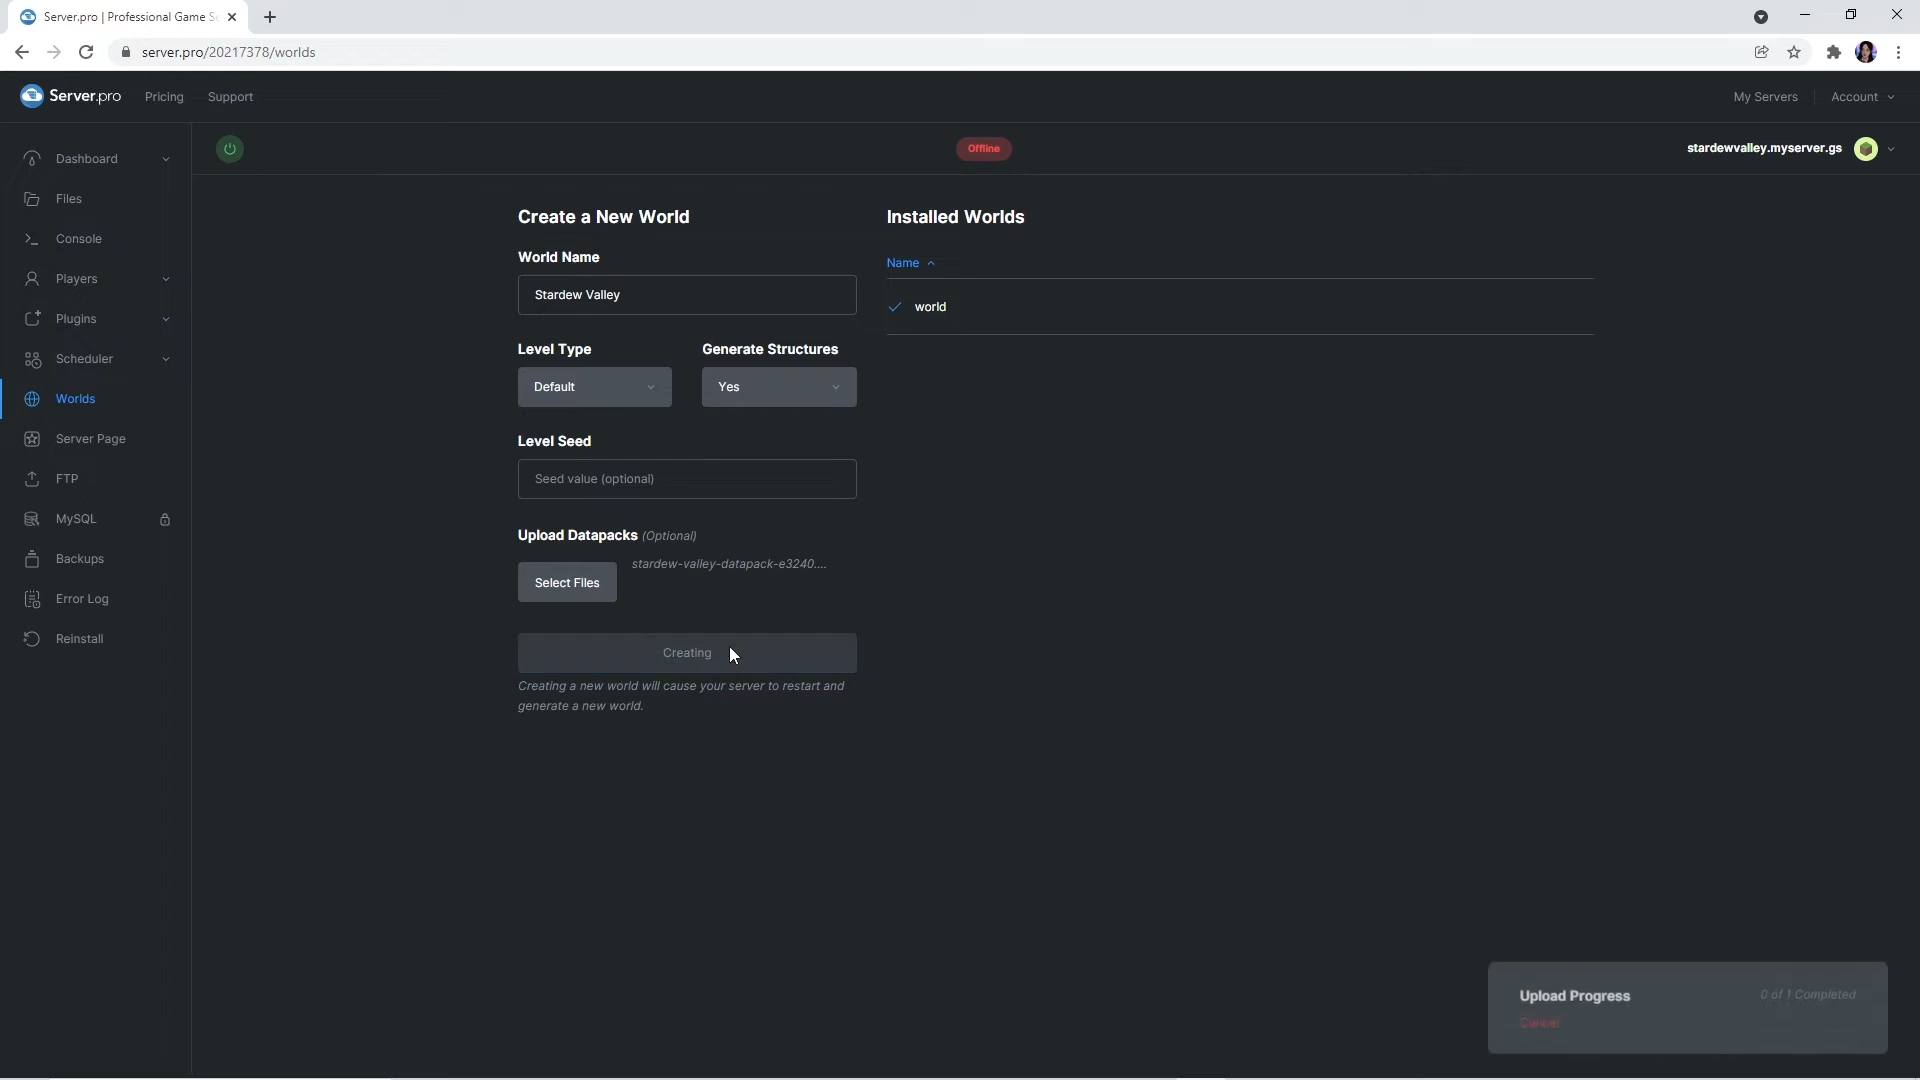 Server.pro | Professional Game S
server.pro/20217378/worlds
Server.pro
Pricing
Support
My Servers
Account
Offline
stardewvalley.myserver.gs
Dashboard
Files
Console
Players
Plugins
Scheduler
Worlds
Server Page
FTP
MySQL
Backups
Error Log
Reinstall
Create a New World
World Name
Stardew Valley
Level Type
Generate Structures
Default
Yes
Level Seed
Seed value (optional)
Upload Datapacks (Optional)
Select Files
stardew-valley-datapack-e3240....
Creating
Creating a new world will cause your server to restart and
generate a new world.
Installed Worlds
Name
world
Upload Progress
0 of 1 Completed
Cancel